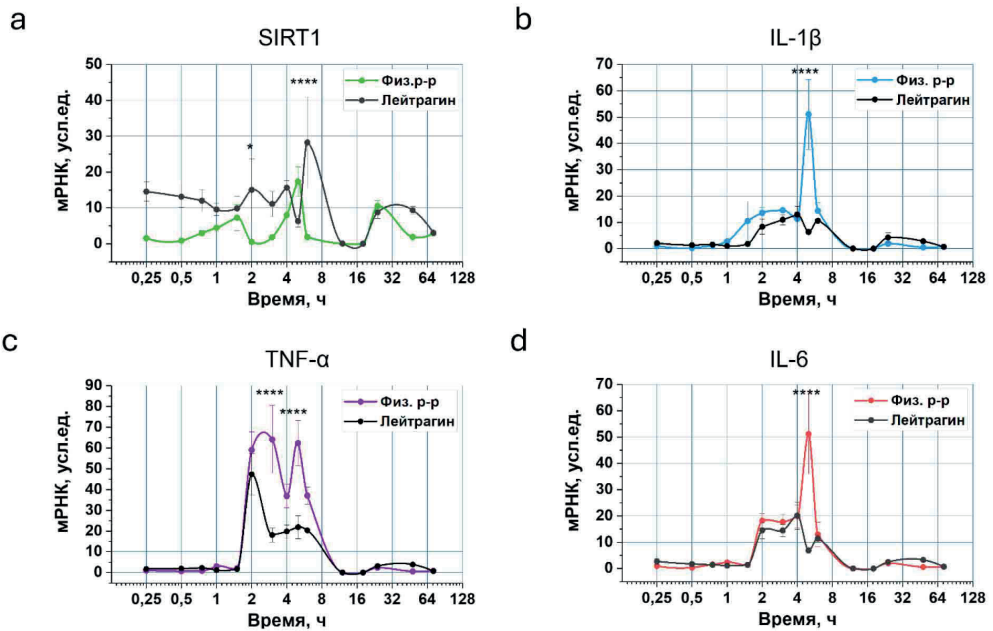 a
SIRT1
мРНК, усл.ед.
50
40
30
20
10
0
* ****
Физ.р-р
Лейтрагин
0,25 0,5 1 2 4 8 16 32 64 128
Время, ч
b
IL-1β
мРНК, усл.ед.
70
60
50
40
30
20
10
0
****
Физ. р-р
Лейтрагин
0,25 0,5 1 2 4 8 16 32 64 128
Время, ч
c
TNF-α
мРНК, усл.ед.
90
80
70
60
50
40
30
20
10
0
**** ****
Физ. р-р
Лейтрагин
0,25 0,5 1 2 4 8 16 32 64 128
Время, ч
d
IL-6
мРНК, усл.ед.
70
60
50
40
30
20
10
0
****
Физ. р-р
Лейтрагин
0,25 0,5 1 2 4 8 16 32 64 128
Время, ч